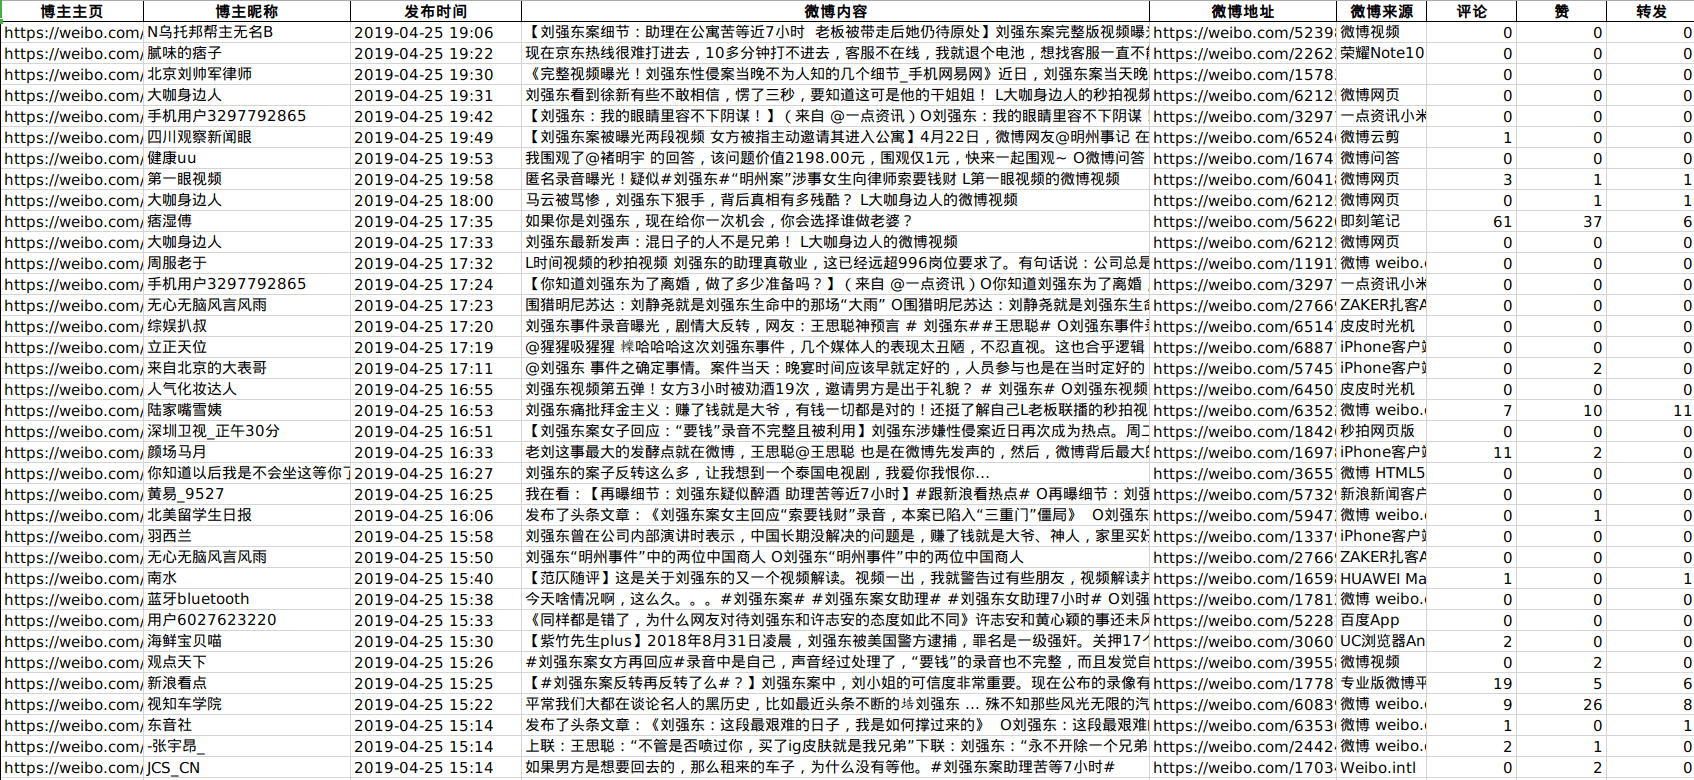 博主主页 博主昵称 发布时间 微博内容 微博地址 微博来源 评论 赞 转发
https://weibo.com/ N乌托邦帮主无名B 2019-04-25 19:06 【刘强东案细节：助理在公寓苦等近7小时 老板被带走后她仍待原处】刘强东案完整版视频曝 https://weibo.com/5239 微博视频 0 0 0
https://weibo.com/ 腻味的痞子 2019-04-25 19:22 现在京东热线很难打进去，10多分钟打不进去，客服不在线，我就退个电池，想找客服一直不 https://weibo.com/2262 荣耀Note10 0 0 0
https://weibo.com/ 北京刘帅军律师 2019-04-25 19:30 《完整视频曝光！刘强东性侵案当晚不为人知的几个细节_手机网易网》近日，刘强东案当天晚 https://weibo.com/1578 0 0 0
https://weibo.com/ 大咖身边人 2019-04-25 19:31 刘强东看到徐新有些不敢相信，愣了三秒，要知道这可是他的干姐姐！ L大咖身边人的秒拍视频 https://weibo.com/6212 微博网页 0 0 0
https://weibo.com/ 手机用户3297792865 2019-04-25 19:42 【刘强东：我的眼睛里容不下阴谋！】（来自 @一点资讯）O刘强东：我的眼睛里容不下阴谋 https://weibo.com/3297 一点资讯小米 0 0 0
https://weibo.com/ 四川观察新闻眼 2019-04-25 19:49 【刘强东案被曝光两段视频 女方被指主动邀请其进入公寓】4月22日，微博网友@明州事记 在 https://weibo.com/6524 微博云剪 1 0 0
https://weibo.com/ 健康uu 2019-04-25 19:53 我围观了@褚明宇 的回答，该问题价值2198.00元，围观仅1元，快来一起围观~ O微博问答 https://weibo.com/1674 微博问答 0 0 0
https://weibo.com/ 第一眼视频 2019-04-25 19:58 匿名录音曝光！疑似#刘强东#“明州案”涉事女生向律师索要钱财 L第一眼视频的微博视频 https://weibo.com/6041 微博网页 3 1 1
https://weibo.com/ 大咖身边人 2019-04-25 18:00 马云被骂惨，刘强东下狠手，背后真相有多残酷？ L大咖身边人的微博视频 https://weibo.com/6212 微博网页 0 1 1
https://weibo.com/ 痞湿傅 2019-04-25 17:35 如果你是刘强东，现在给你一次机会，你会选择谁做老婆？ https://weibo.com/5622 即刻笔记 61 37 6
https://weibo.com/ 大咖身边人 2019-04-25 17:33 刘强东最新发声：混日子的人不是兄弟！ L大咖身边人的微博视频 https://weibo.com/6212 微博网页 0 0 0
https://weibo.com/ 周服老于 2019-04-25 17:32 L时间视频的秒拍视频 刘强东的助理真敬业，这已经远超996岗位要求了。有句话说：公司总是 https://weibo.com/1191 微博 weibo. 0 0 0
https://weibo.com/ 手机用户3297792865 2019-04-25 17:24 【你知道刘强东为了离婚，做了多少准备吗？】（来自 @一点资讯）O你知道刘强东为了离婚， https://weibo.com/3297 一点资讯小米 0 0 0
https://weibo.com/ 无心无脑风言风雨 2019-04-25 17:23 围猎明尼苏达：刘静尧就是刘强东生命中的那场“大雨” O围猎明尼苏达：刘静尧就是刘强东生 https://weibo.com/2766 ZAKER扎客A 0 0 0
https://weibo.com/ 综娱扒叔 2019-04-25 17:20 刘强东事件录音曝光，剧情大反转，网友：王思聪神预言 # 刘强东##王思聪# O刘强东事件 https://weibo.com/6514 皮皮时光机 0 0 0
https://weibo.com/ 立正天位 2019-04-25 17:19 @猩猩吸猩猩 哈哈哈这次刘强东事件，几个媒体人的表现太丑陋，不忍直视。这也合乎逻辑 https://weibo.com/6887 iPhone客户端 0 0 0
https://weibo.com/ 来自北京的大表哥 2019-04-25 17:11 @刘强东 事件之确定事情。案件当天：晚宴时间应该早就定好的，人员参与也是在当时定好的 https://weibo.com/5745 iPhone客户端 0 2 0
https://weibo.com/ 人气化妆达人 2019-04-25 16:55 刘强东视频第五弹！女方3小时被劝酒19次，邀请男方是出于礼貌？ # 刘强东# O刘强东视频 https://weibo.com/6450 皮皮时光机 0 0 0
https://weibo.com/ 陆家嘴雪姨 2019-04-25 16:53 刘强东痛批拜金主义：赚了钱就是大爷，有钱一切都是对的！还挺了解自己L老板联播的秒拍视 https://weibo.com/6352 微博 weibo. 7 10 11
https://weibo.com/ 深圳卫视_正午30分 2019-04-25 16:51 【刘强东案女子回应：“要钱”录音不完整且被利用】刘强东涉嫌性侵案近日再次成为热点。周二 https://weibo.com/1842 秒拍网页版 0 0 0
https://weibo.com/ 颜场马月 2019-04-25 16:33 老刘这事最大的发酵点就在微博，王思聪@王思聪 也是在微博先发声的，然后，微博背后最大 https://weibo.com/1697 iPhone客户端 11 2 0
https://weibo.com/ 你知道以后我是不会坐这等你 2019-04-25 16:27 刘强东的案子反转这么多，让我想到一个泰国电视剧，我爱你我恨你... https://weibo.com/3655 微博 HTML5 0 0 0
https://weibo.com/ 黄易_9527 2019-04-25 16:25 我在看：【再曝细节：刘强东疑似醉酒 助理苦等近7小时】#跟新浪看热点# O再曝细节：刘强 https://weibo.com/5732 新浪新闻客户 0 0 0
https://weibo.com/ 北美留学生日报 2019-04-25 16:06 发布了头条文章：《刘强东案女主回应“索要钱财”录音，本案已陷入“三重门”僵局》 O刘强东 https://weibo.com/5947 微博 weibo. 0 1 0
https://weibo.com/ 羽西兰 2019-04-25 15:58 刘强东曾在公司内部演讲时表示，中国长期没解决的问题是，赚了钱就是大爷、神人，家里买好 https://weibo.com/1337 iPhone客户端 0 0 0
https://weibo.com/ 无心无脑风言风雨 2019-04-25 15:50 刘强东“明州事件”中的两位中国商人 O刘强东“明州事件”中的两位中国商人 https://weibo.com/2766 ZAKER扎客A 0 0 0
https://weibo.com/ 南水 2019-04-25 15:40 【范仄随评】这是关于刘强东的又一个视频解读。视频一出，我就警告过有些朋友，视频解读并 https://weibo.com/1659 HUAWEI Ma 1 0 1
https://weibo.com/ 蓝牙bluetooth 2019-04-25 15:38 今天啥情况啊，这么久。。。#刘强东案# #刘强东案女助理# #刘强东女助理7小时# O刘强 https://weibo.com/1781 微博 weibo. 0 0 0
https://weibo.com/ 用户6027623220 2019-04-25 15:33 《同样都是错了，为什么网友对待刘强东和许志安的态度如此不同》许志安和黄心颖的事还未风 https://weibo.com/5228 百度App 0 0 0
https://weibo.com/ 海鲜宝贝喵 2019-04-25 15:30 【紫竹先生plus】2018年8月31日凌晨，刘强东被美国警方逮捕，罪名是一级强奸。关押17个 https://weibo.com/3060 UC浏览器An 2 0 0
https://weibo.com/ 观点天下 2019-04-25 15:26 #刘强东案女方再回应#录音中是自己，声音经过处理了，“要钱”的录音也不完整，而且发觉自 https://weibo.com/3955 微博视频 0 2 0
https://weibo.com/ 新浪看点 2019-04-25 15:25 【#刘强东案反转再反转了么#？】刘强东案中，刘小姐的可信度非常重要。现在公布的录像有 https://weibo.com/1778 专业版微博平 19 5 6
https://weibo.com/ 视知车学院 2019-04-25 15:22 平常我们大都在谈论名人的黑历史，比如最近头条不断的 刘强东 ... 殊不知那些风光无限的汽 https://weibo.com/6083 微博 weibo. 9 26 8
https://weibo.com/ 东音社 2019-04-25 15:14 发布了头条文章：《刘强东：这段最艰难的日子，我是如何撑过来的》 O刘强东：这段最艰难 https://weibo.com/6353 微博 weibo. 1 0 1
https://weibo.com/ -张宇昂_ 2019-04-25 15:14 上联：王思聪：“不管是否喷过你，买了ig皮肤就是我兄弟”下联：刘强东：“永不开除一个兄弟 https://weibo.com/2442 微博 weibo. 2 1 0
https://weibo.com/ JCS_CN 2019-04-25 15:14 如果男方是想要回去的，那么租来的车子，为什么没有等他。#刘强东案助理苦等7小时# https://weibo.com/1703 Weibo.intl 0 2 0